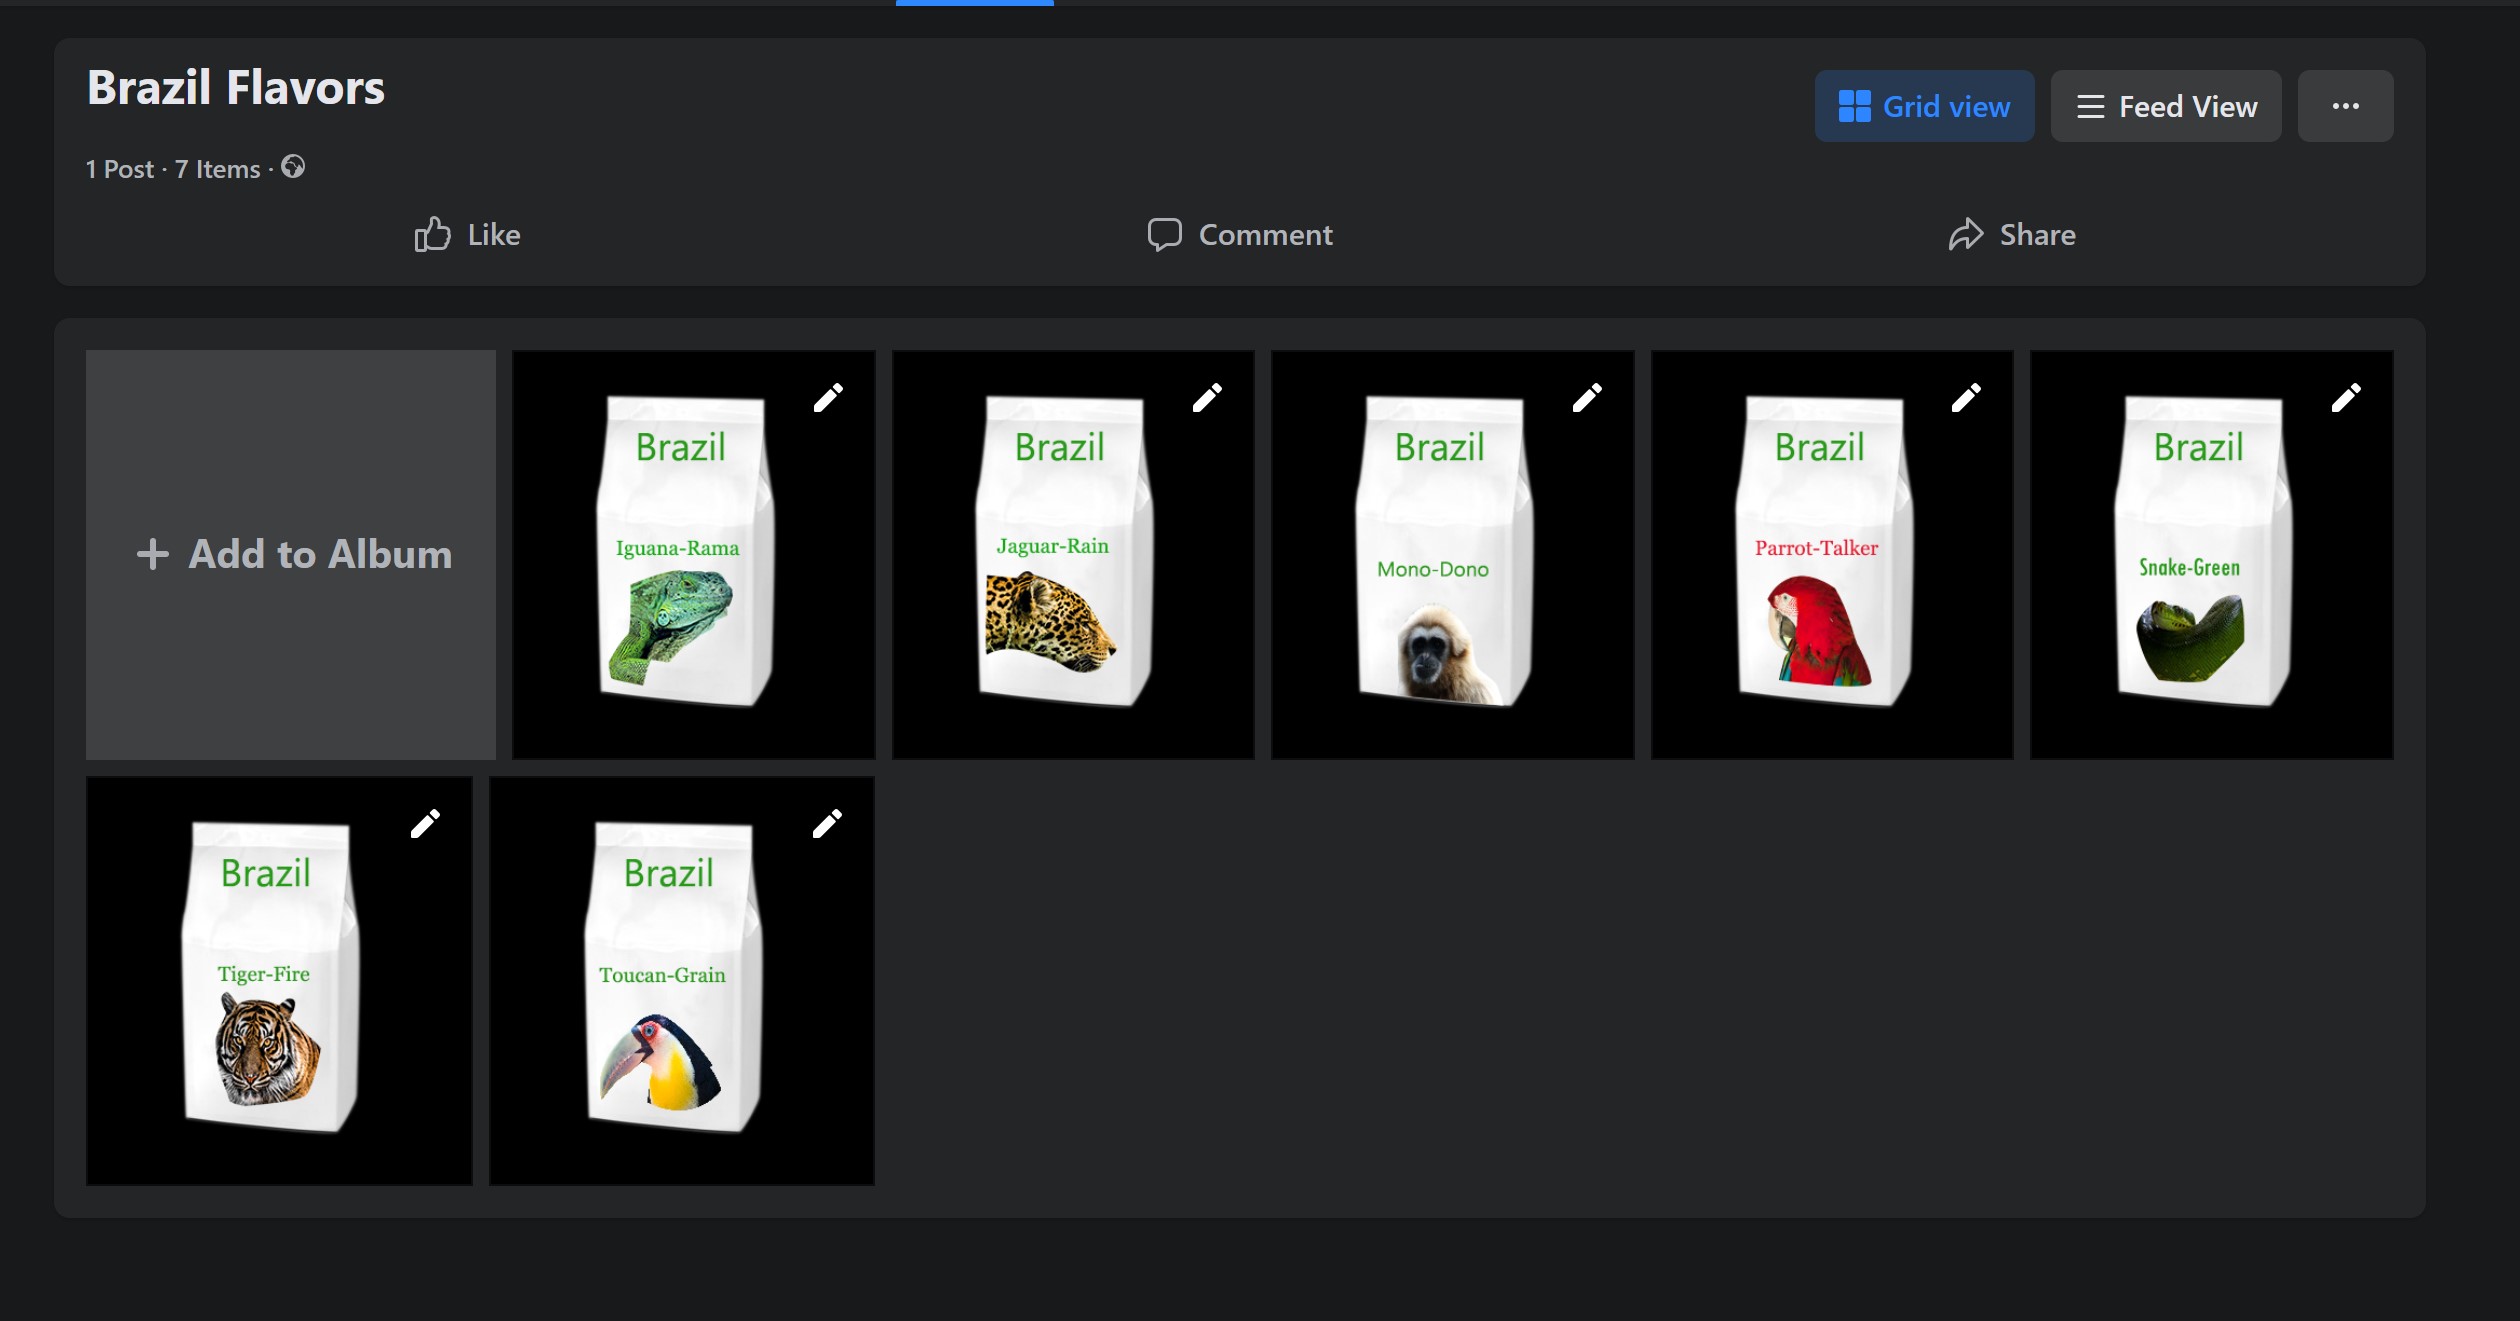 Brazil Flavors
Grid view
Feed View
1 Post · 7 Items ·
Like
Comment
Share
+ Add to Album
Brazil
Iguana-Rama
Brazil
Jaguar-Rain
Brazil
Mono-Dono
Brazil
Parrot-Talker
Brazil
Snake-Green
Brazil
Tiger-Fire
Brazil
Toucan-Grain